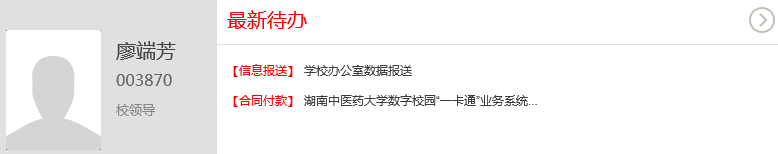 廖端芳
003870
校领导
最新待办
【信息报送】 学校办公室数据报送
【合同付款】 湖南中医药大学数字校园“一卡通”业务系统...